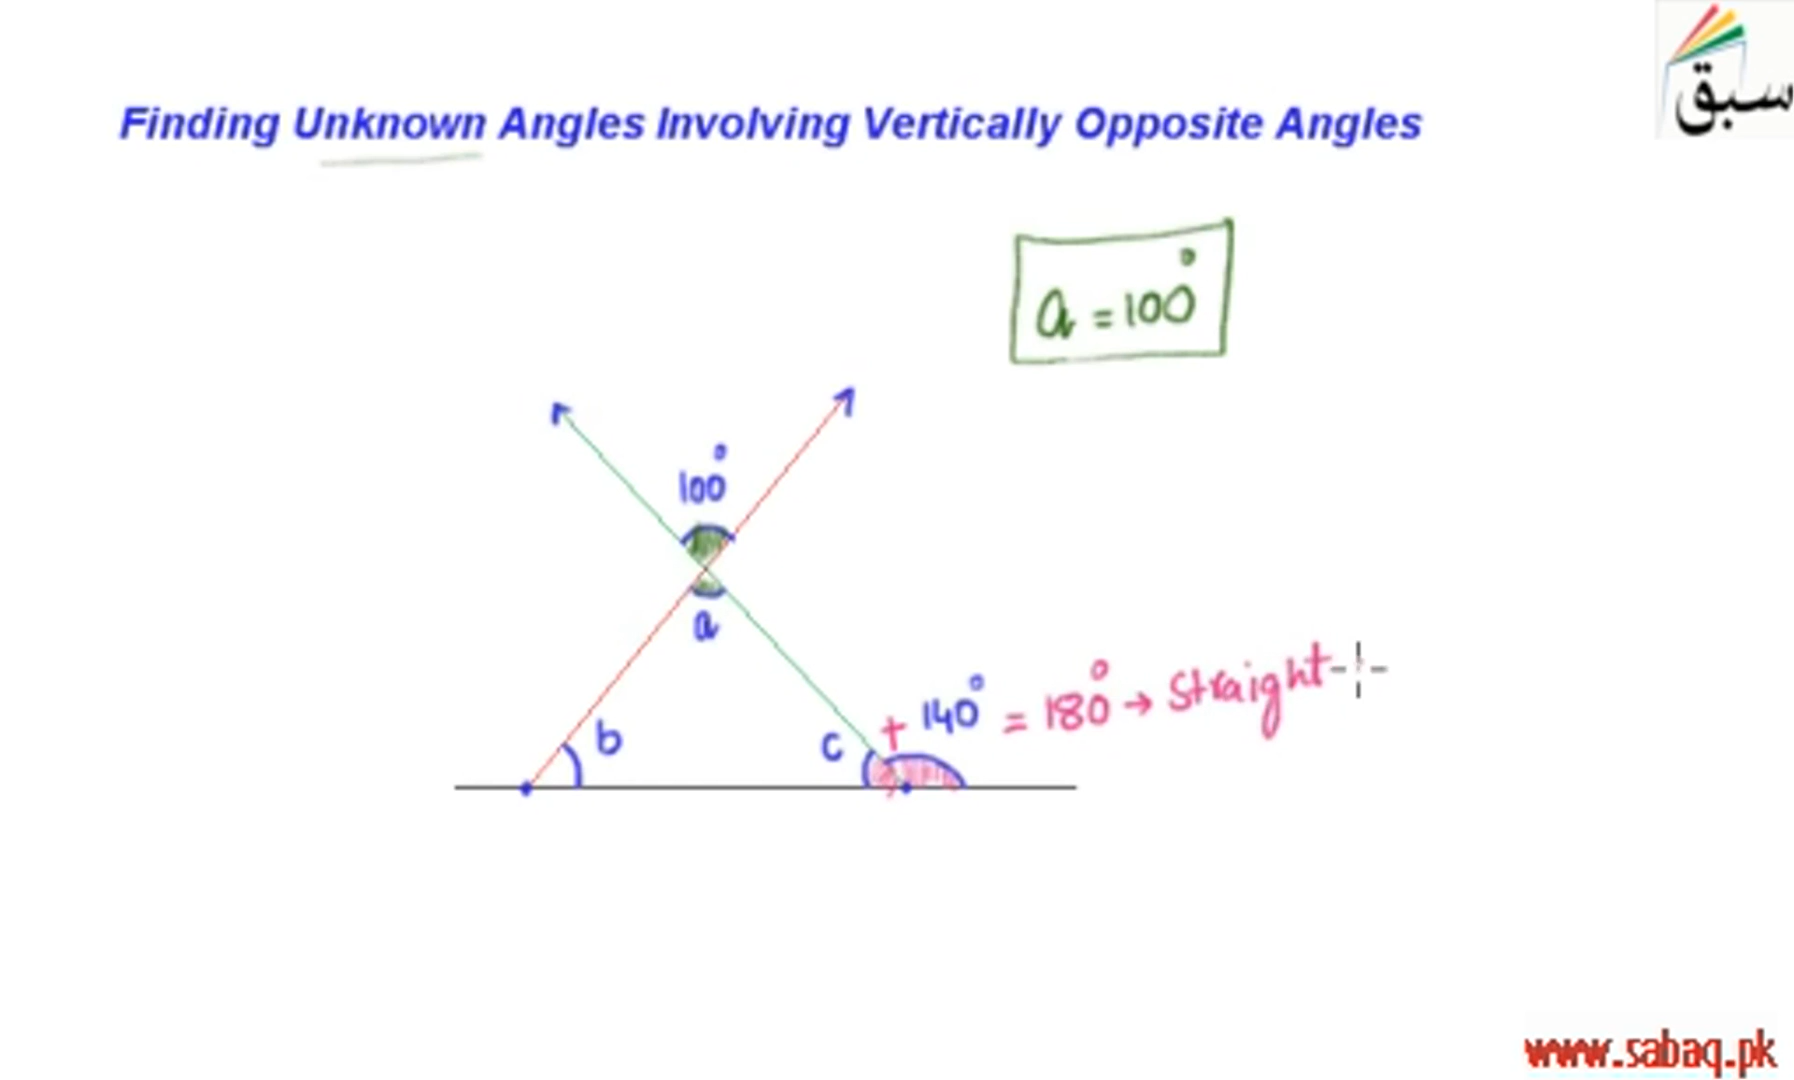 سبق
Finding Unknown Angles Involving Vertically Opposite Angles
a = 100°
100°
a
b
c + 140° = 180° → Straight
www.sabaq.pk